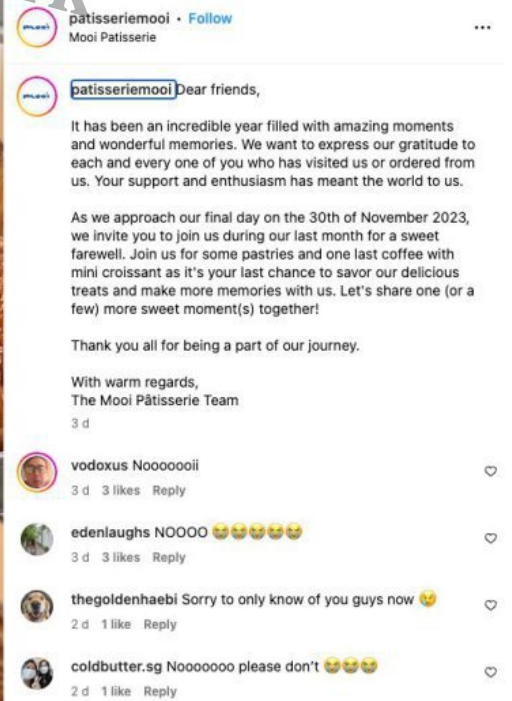 patisseriemooi • Follow
Mooi Patisserie
patisseriemooi Dear friends,
It has been an incredible year filled with amazing moments
and wonderful memories. We want to express our gratitude to
each and every one of you who has visited us or ordered from
us. Your support and enthusiasm has meant the world to us.
As we approach our final day on the 30th of November 2023,
we invite you to join us during our last month for a sweet
farewell. Join us for some pastries and one last coffee with
mini croissant as it's your last chance to savor our delicious
treats and make more memories with us. Let's share one (or a
few) more sweet moment(s) together!
Thank you all for being a part of our journey.
With warm regards,
The Mooi Pâtisserie Team
3 d
vodoxus Nooooooii
3 d 3 likes Reply
edenlaughs NOOOO 😭😭😭😭😭
3 d 3 likes Reply
thegoldenhaebi Sorry to only know of you guys now 😢
2 d 1 like Reply
coldbutter.sg Nooooooo please don't 😭😭😭
2 d 1 like Reply